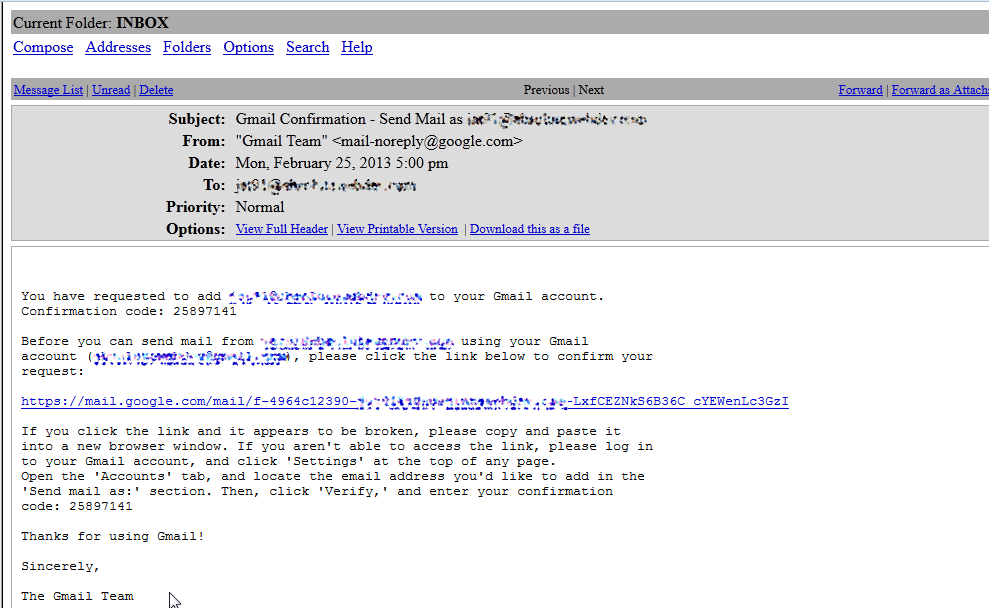 Current Folder: INBOX
Compose Addresses Folders Options Search Help
Message List | Unread | Delete Previous | Next Forward | Forward as Attach
Subject: Gmail Confirmation - Send Mail as
From: "Gmail Team" <mail-noreply@google.com>
Date: Mon, February 25, 2013 5:00 pm
To:
Priority: Normal
Options: View Full Header | View Printable Version | Download this as a file
You have requested to add to your Gmail account.
Confirmation code: 25897141
Before you can send mail from using your Gmail
account ( ), please click the link below to confirm your
request:
https://mail.google.com/mail/f-4964c12390- -LxfCEZNkS6B36C cYEWenLc3GzI
If you click the link and it appears to be broken, please copy and paste it
into a new browser window. If you aren't able to access the link, please log in
to your Gmail account, and click 'Settings' at the top of any page.
Open the 'Accounts' tab, and locate the email address you'd like to add in the
'Send mail as:' section. Then, click 'Verify,' and enter your confirmation
code: 25897141
Thanks for using Gmail!
Sincerely,
The Gmail Team